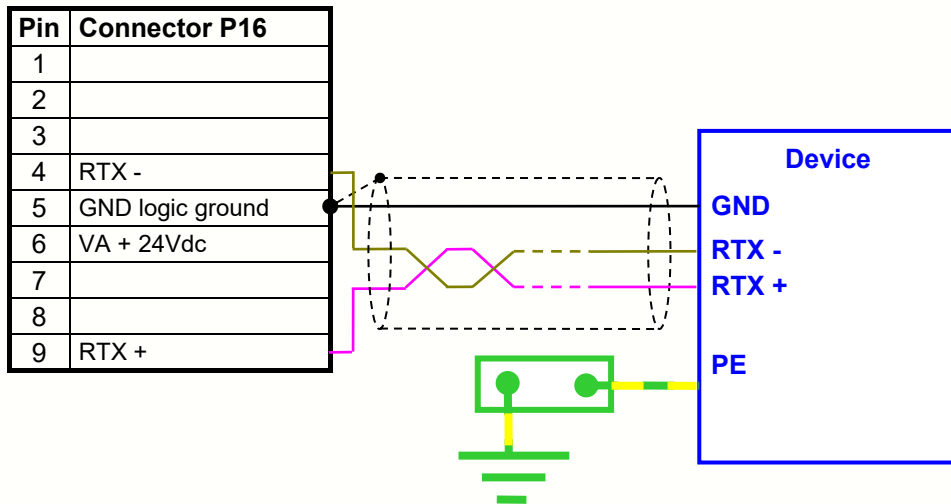 Pin Connector P16
1
2
3
4 RTX -
5 GND logic ground
6 VA + 24Vdc
7
8
9 RTX +
Device
GND
RTX -
RTX +
PE